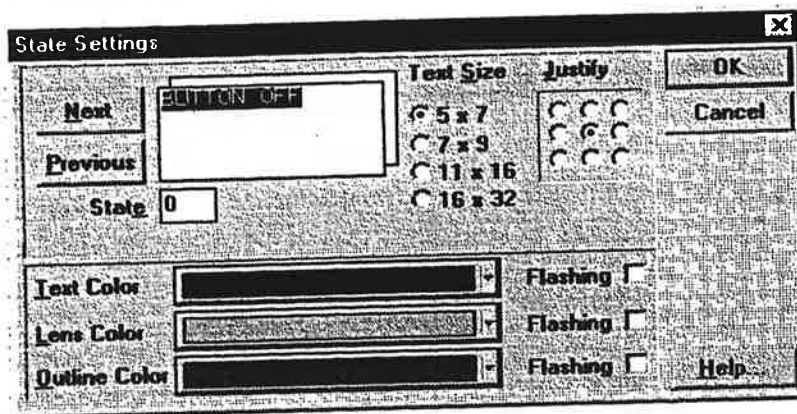 State Settings
Next
Previous
State 0
BUTTON OFF
Text Size
5 x 7
7 x 9
11 x 16
16 x 32
Justify
OK
Cancel
Text Color
Flashing
Lens Color
Flashing
Outline Color
Flashing
Help...